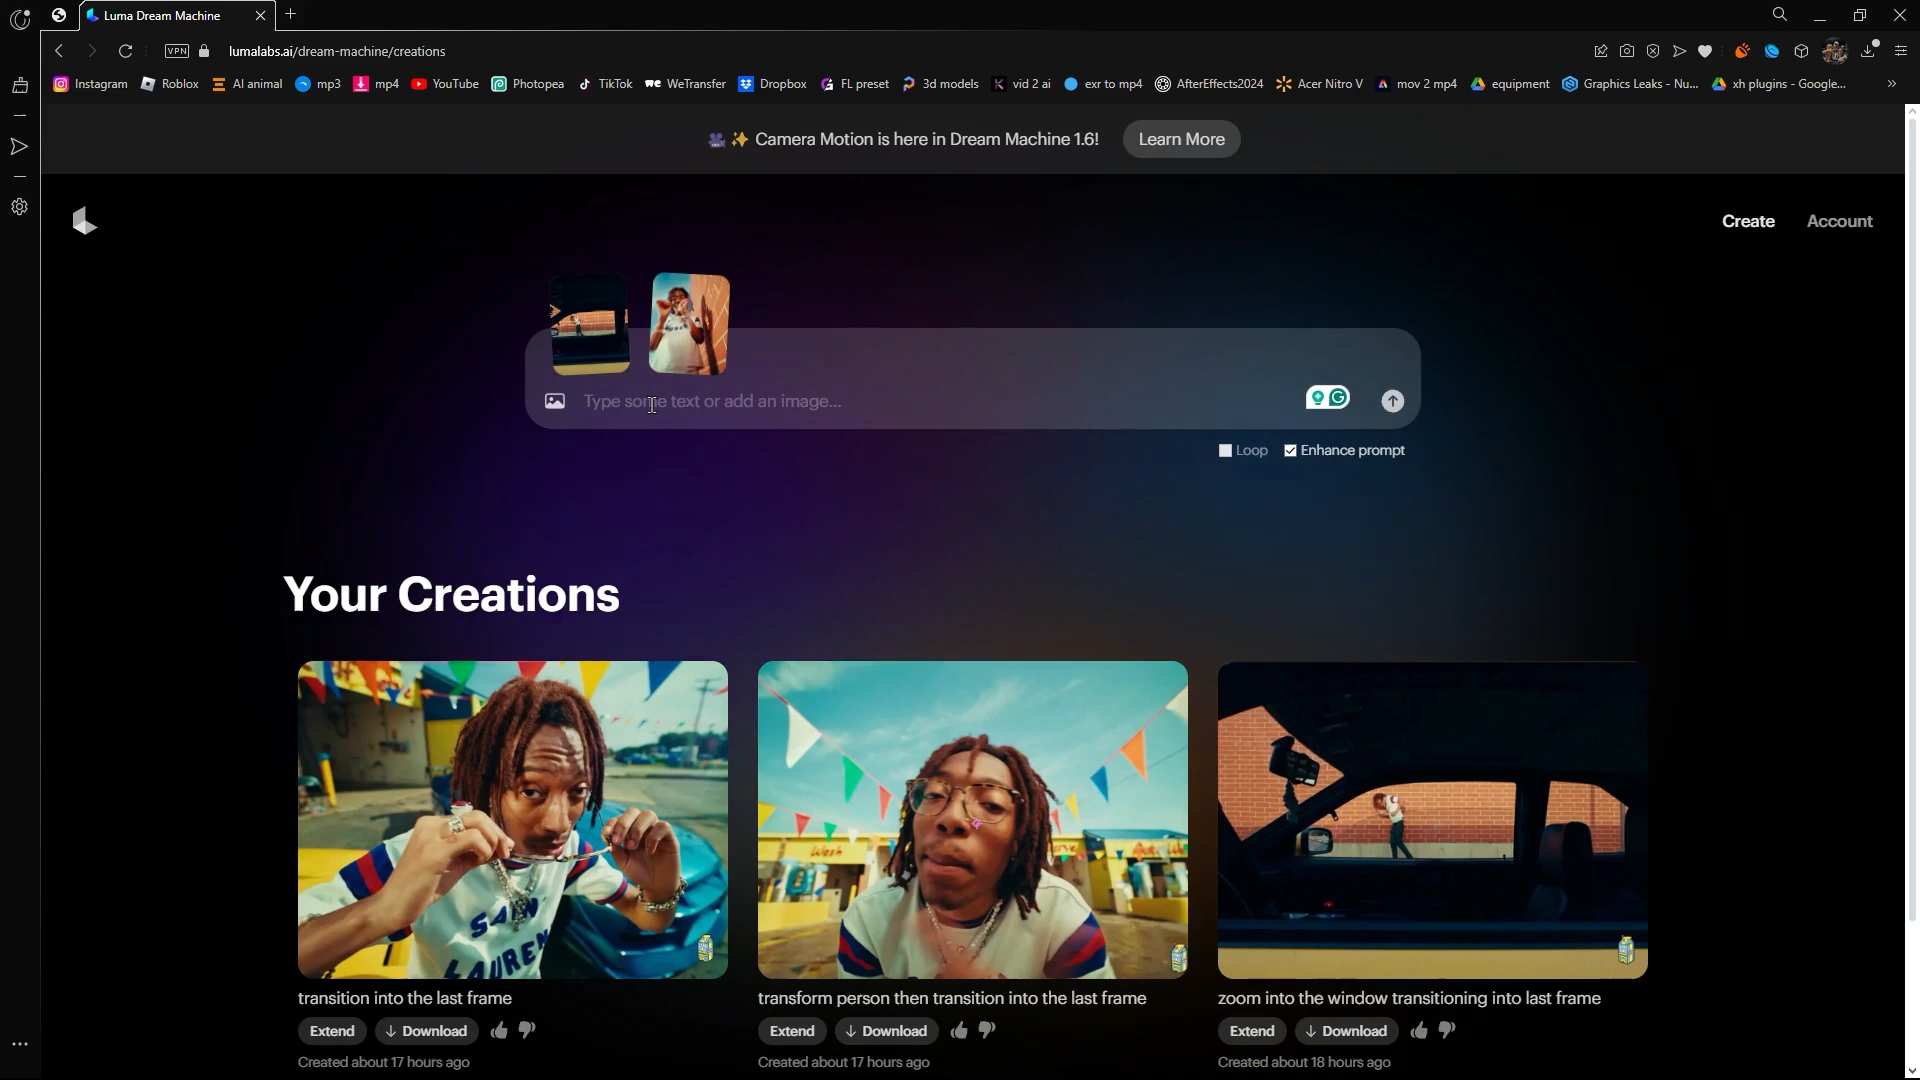 Luma Dream Machine
VPN
lumalabs.ai/dream-machine/creations
Instagram Roblox AI animal mp3 mp4 YouTube Photopea TikTok WeTransfer Dropbox FL preset 3d models vid 2 ai exr to mp4 AfterEffects2024 Acer Nitro V mov 2 mp4 equipment Graphics Leaks - Nu... xh plugins - Google...
Camera Motion is here in Dream Machine 1.6! Learn More
Create Account
Type some text or add an image...
Loop Enhance prompt
Your Creations
Wash
SAIN
LAUREN
transition into the last frame
Extend Download
Created about 17 hours ago
transform person then transition into the last frame
Extend Download
Created about 17 hours ago
zoom into the window transitioning into last frame
Extend Download
Created about 18 hours ago